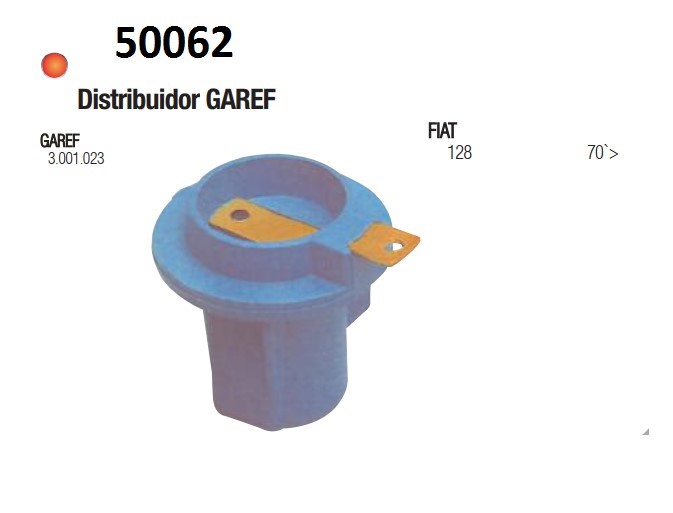 50062
Distribuidor GAREF
GAREF
3.001.023
FIAT
128 70`>